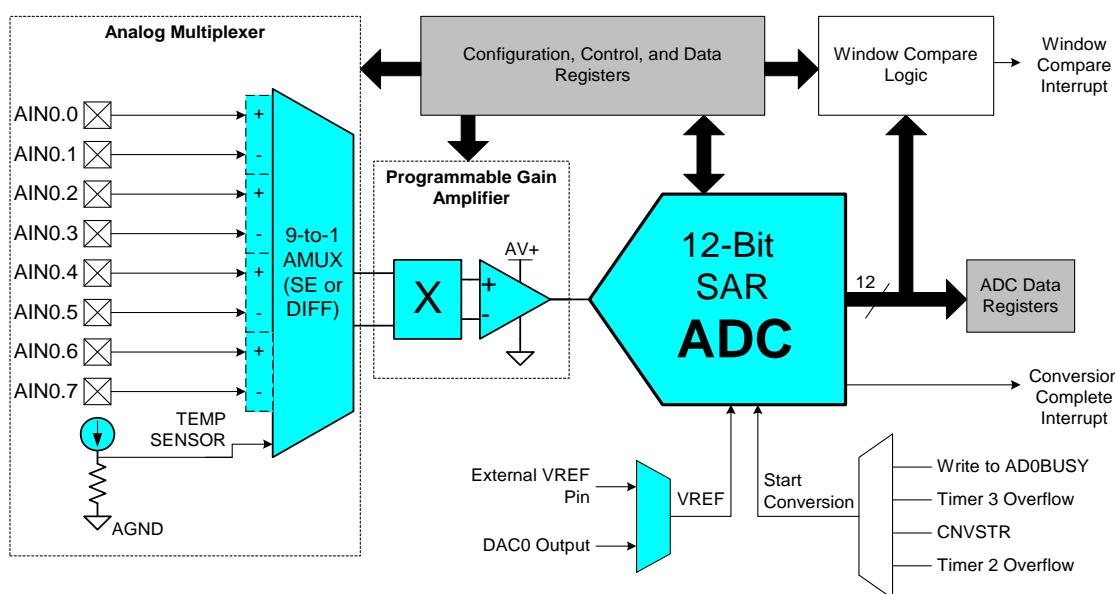 Analog Multiplexer
AIN0.0
AIN0.1
AIN0.2
AIN0.3
AIN0.4
AIN0.5
AIN0.6
AIN0.7
+
-
+
-
+
-
+
-
9-to-1
AMUX
(SE or
DIFF)
TEMP
SENSOR
AGND
Configuration, Control, and Data
Registers
Window Compare
Logic
Window
Compare
Interrupt
Programmable Gain
Amplifier
X
+
-
AV+
12-Bit
SAR
ADC
12
ADC Data
Registers
Conversion
Complete
Interrupt
External VREF
Pin
DAC0 Output
VREF
Start
Conversion
Write to AD0BUSY
Timer 3 Overflow
CNVSTR
Timer 2 Overflow